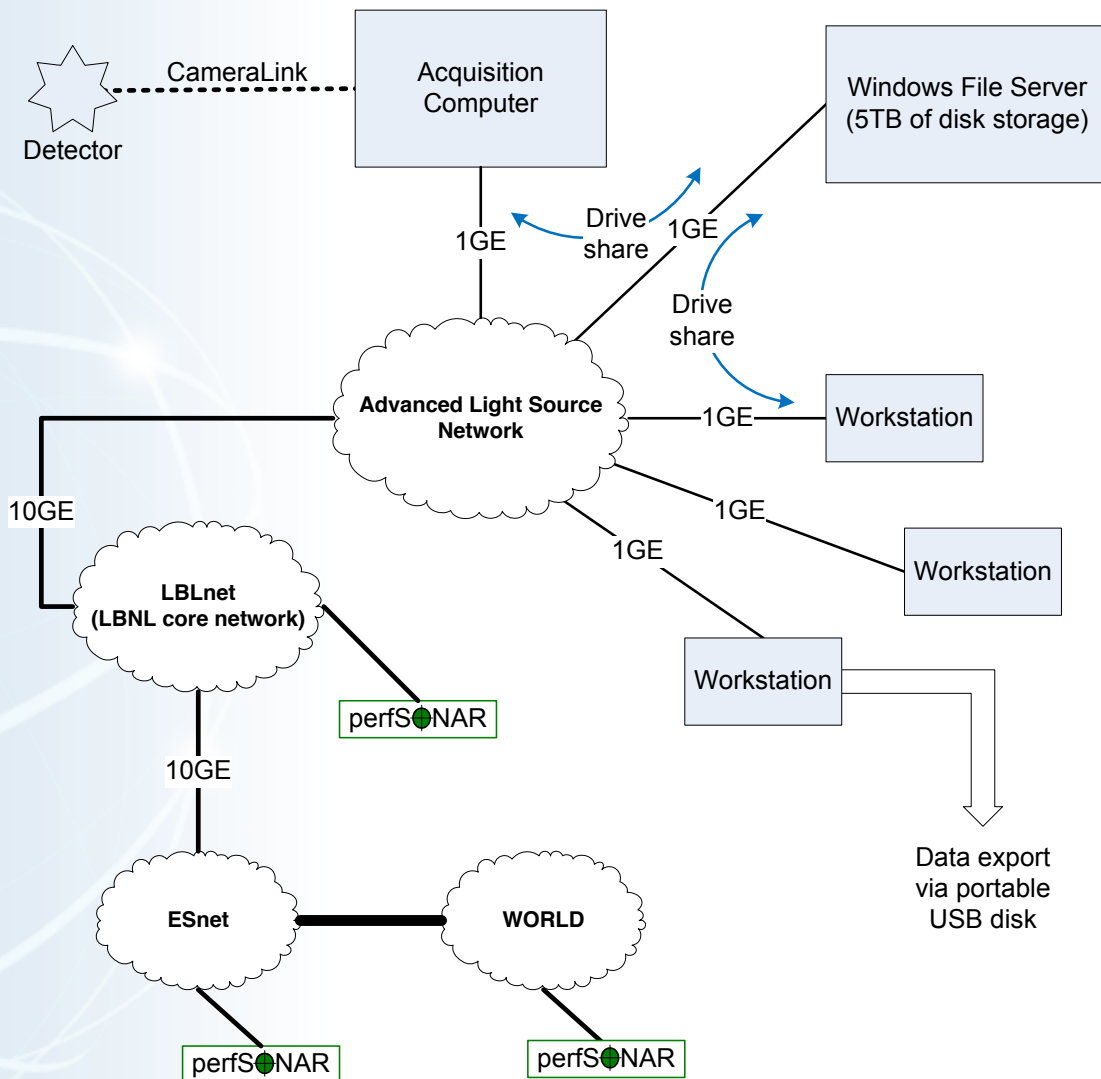 CameraLink
Detector
Acquisition
Computer
Windows File Server
(5TB of disk storage)
Drive
share
1GE
1GE
Drive
share
Advanced Light Source
Network
1GE
Workstation
10GE
1GE
1GE
Workstation
LBLnet
(LBNL core network)
Workstation
perfSONAR
10GE
Data export
via portable
USB disk
ESnet
WORLD
perfSONAR
perfSONAR